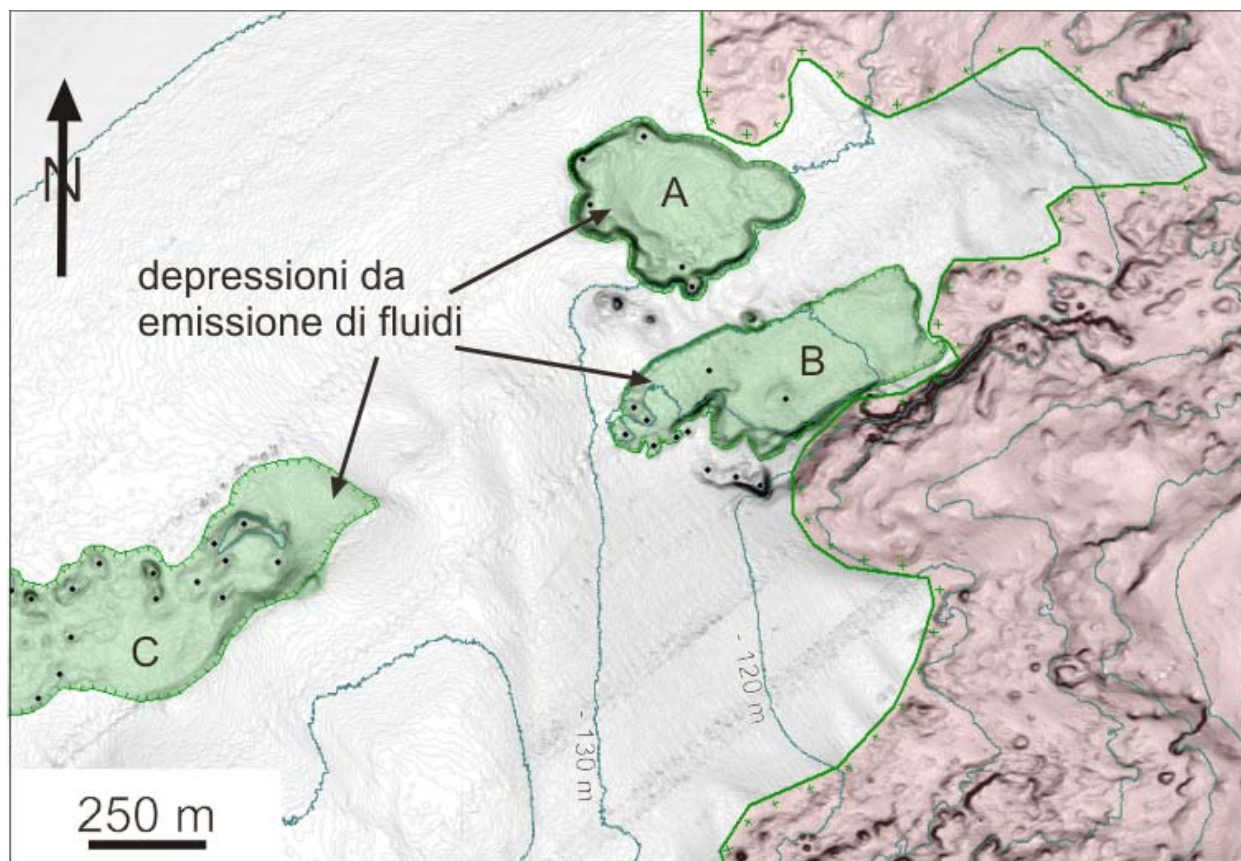 N
A
depressioni da
emissione di fluidi
B
C
- 120 m
- 130 m
250 m